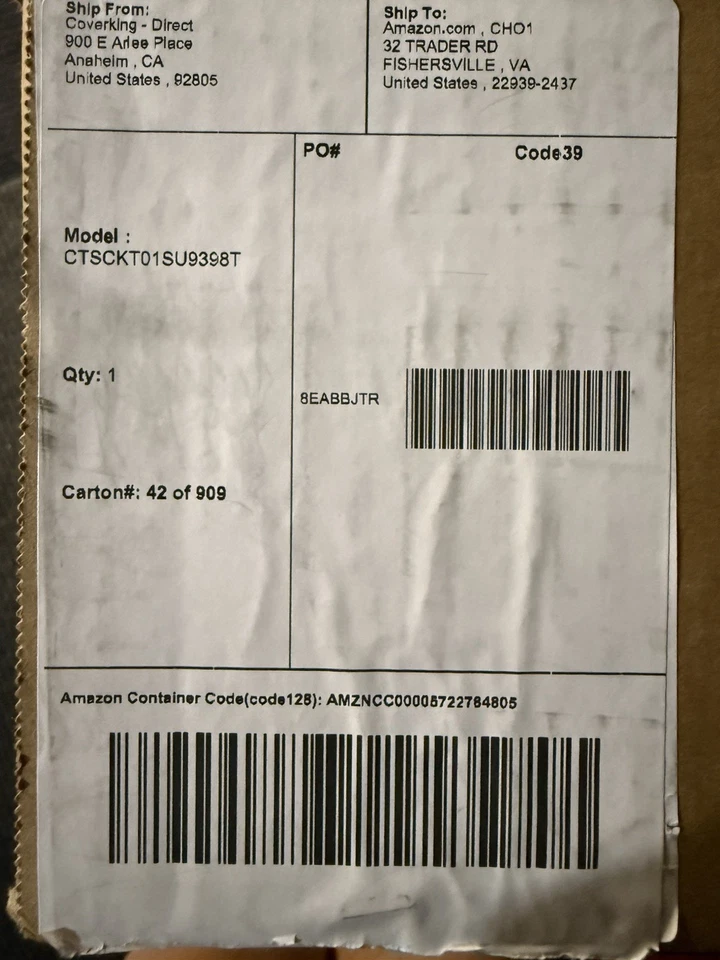 Ship From:
Coverking - Direct
900 E Arlee Place
Anaheim , CA
United States , 92805
Ship To:
Amazon.com , CHO1
32 TRADER RD
FISHERSVILLE , VA
United States , 22939-2437
PO#
Code39
Model :
CTSCKT01SU9398T
Qty: 1
8EABBJTR
Carton#: 42 of 909
Amazon Container Code(code128): AMZNCC00005722784805